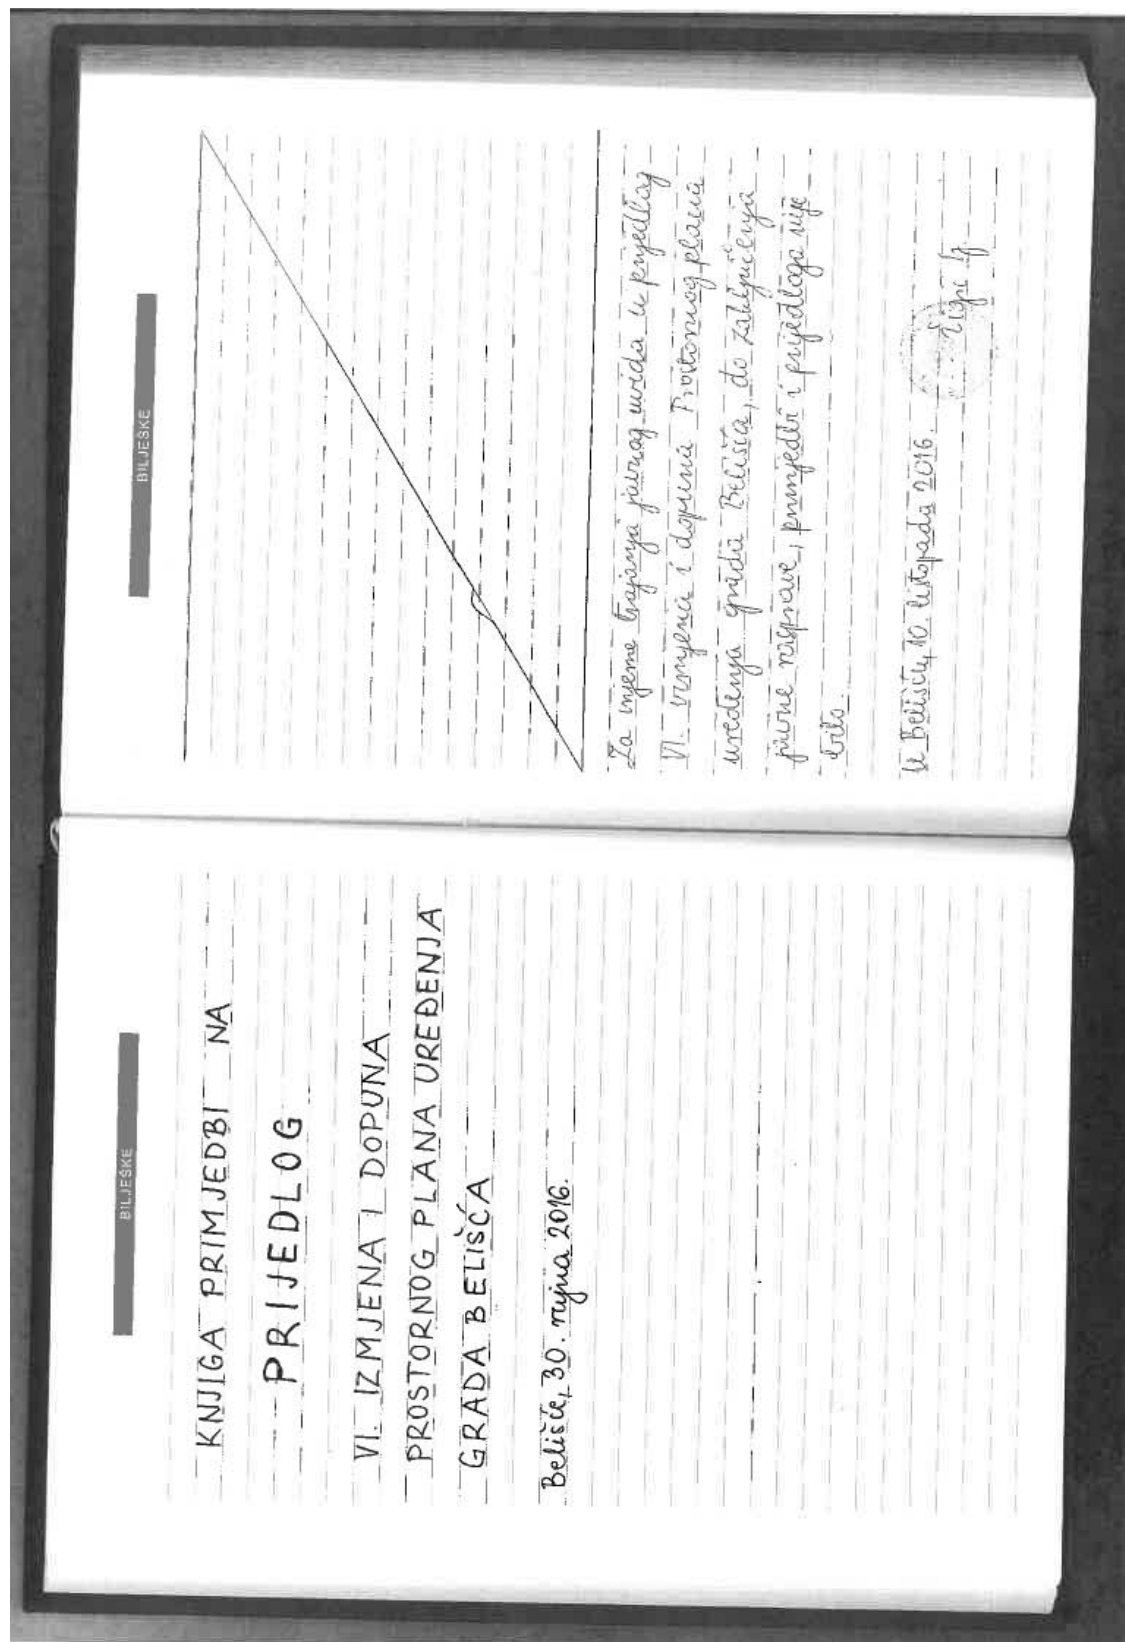 BILJEŠKE
KNJIGA PRIMJEDBI NA
PRIJEDLOG
VI. IZMJENA I DOPUNA
PROSTORNOG PLANA UREĐENJA
GRADA BELIŠĆA
Belišće, 30. rujna 2016.
BILJEŠKE
Za vrijeme trajanja javnog uvida u prijedlog
VI. izmjena i dopuna Prostornog plana
uređenja grada Belišća, do zaključenja
javne rasprave, primjedbi i prijedloga nije
bilo.
U Belišću, 10. listopada 2016.